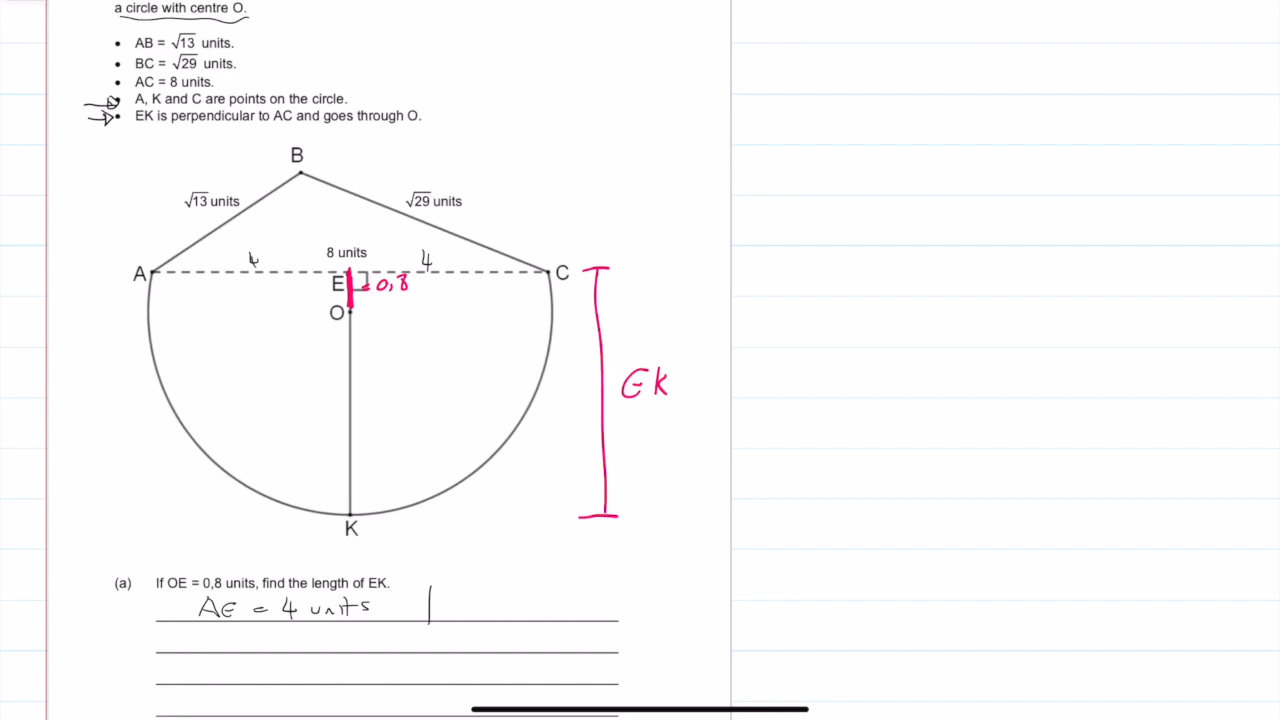 a circle with centre O.
• AB = √13 units.
• BC = √29 units.
• AC = 8 units.
• A, K and C are points on the circle.
• EK is perpendicular to AC and goes through O.
B
√13 units
√29 units
8 units
4
4
A
C
E
= 0,8
O
EK
K
(a) If OE = 0,8 units, find the length of EK.
AE = 4 units